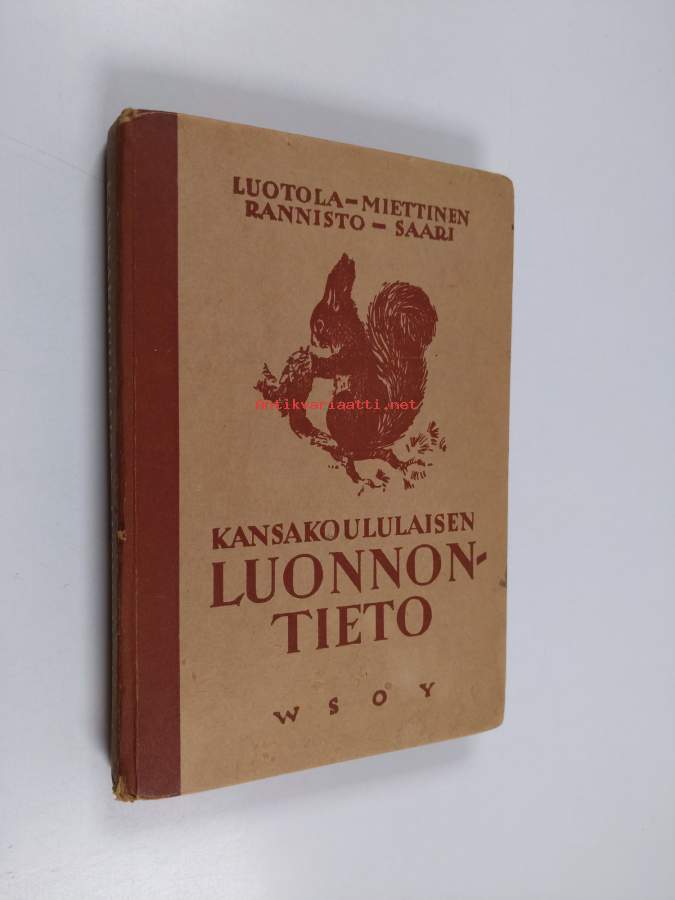 LUOTOLA-MIETTINEN
RANNISTO - SAARI
antikvariaatti.net
KANSAKOULULAISEN
LUONNON-
TIETO
WSOY